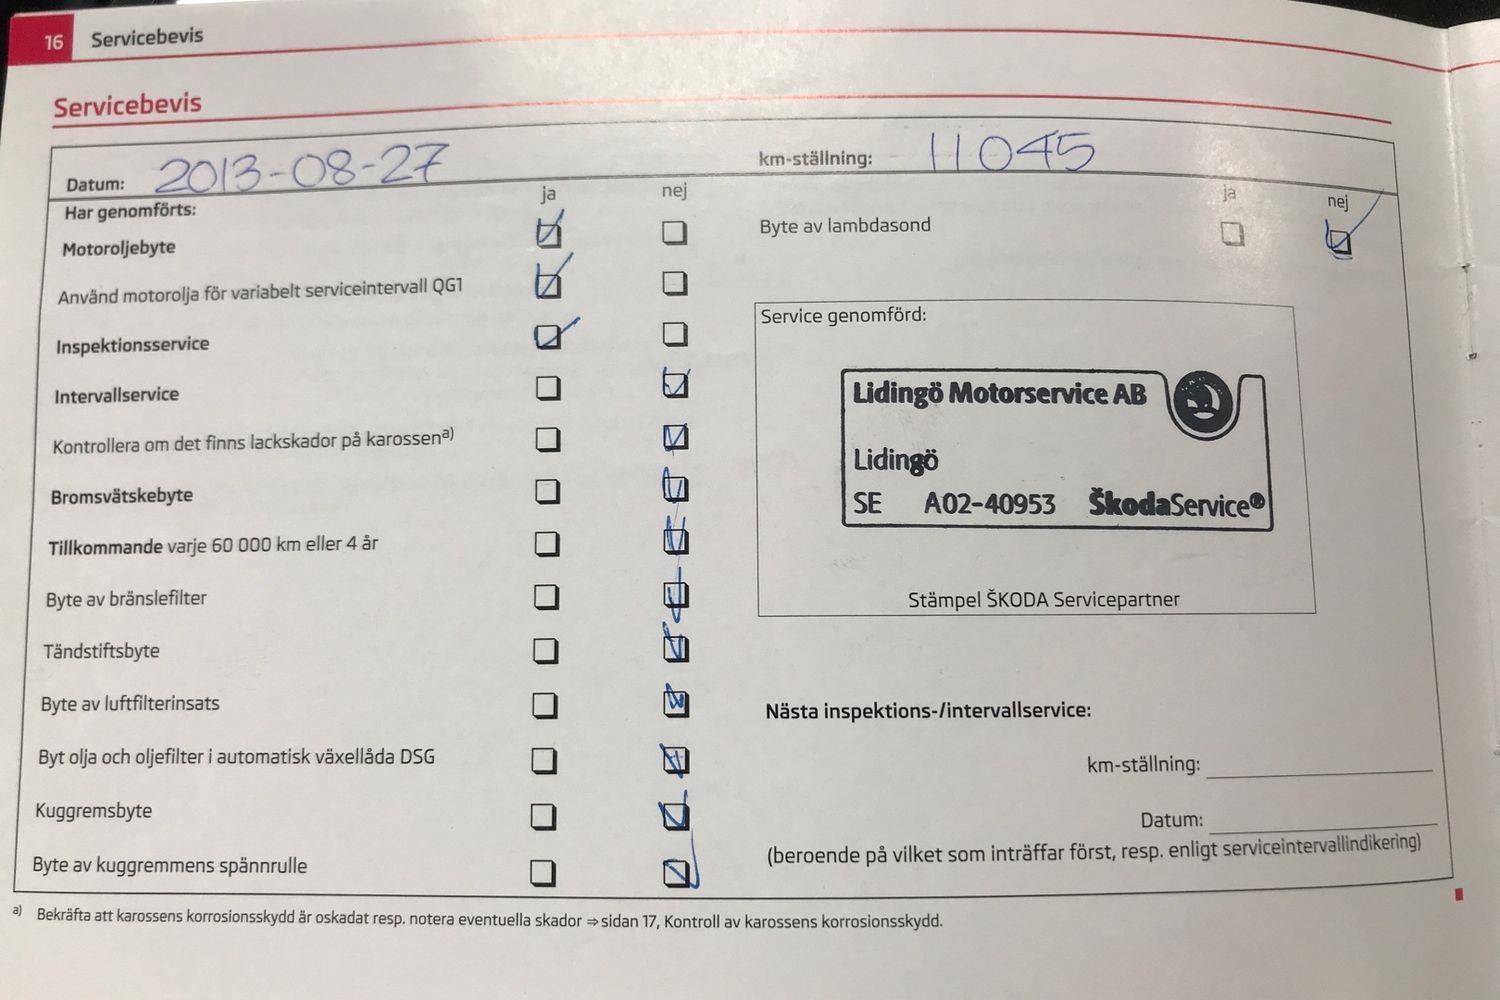 16 Servicebevis
Servicebevis
Datum: 2013-08-27 km-ställning: 11045
ja nej
Har genomförts:
Motoroljebyte
Använd motorolja för variabelt serviceintervall QG1
Inspektionsservice
Intervallservice
Kontrollera om det finns lackskador på karossen a)
Bromsvätskebyte
Tillkommande varje 60 000 km eller 4 år
Byte av bränslefilter
Tändstiftsbyte
Byte av luftfilterinsats
Byt olja och oljefilter i automatisk växellåda DSG
Kuggremsbyte
Byte av kuggremmens spännrulle
ja nej
Byte av lambdasond
Service genomförd:
Lidingö Motorservice AB
Lidingö
SE A02-40953 ŠkodaService®
Stämpel ŠKODA Servicepartner
Nästa inspektions-/intervallservice:
km-ställning:
Datum:
(beroende på vilket som inträffar först, resp. enligt serviceintervallindikering)
a) Bekräfta att karossens korrosionsskydd är oskadat resp. notera eventuella skador ⇒ sidan 17, Kontroll av karossens korrosionsskydd.